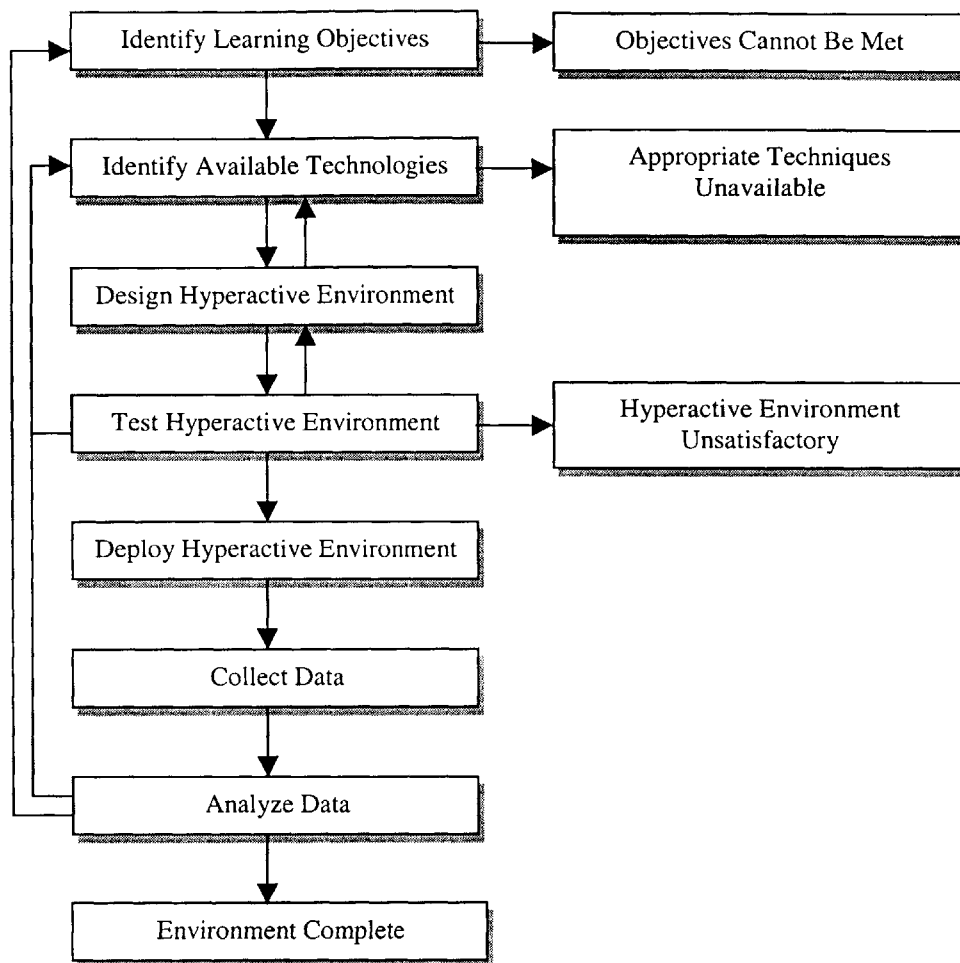 Identify Learning Objectives
Objectives Cannot Be Met
Identify Available Technologies
Appropriate Techniques
Unavailable
Design Hyperactive Environment
Test Hyperactive Environment
Hyperactive Environment
Unsatisfactory
Deploy Hyperactive Environment
Collect Data
Analyze Data
Environment Complete